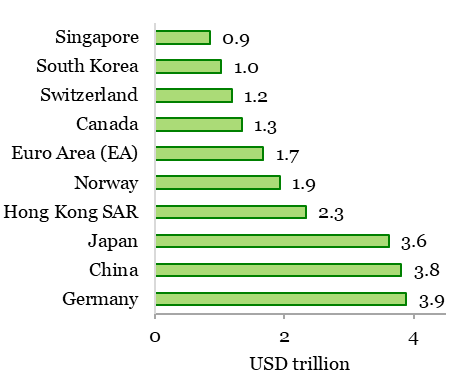 Singapore 0.9
South Korea 1.0
Switzerland 1.2
Canada 1.3
Euro Area (EA) 1.7
Norway 1.9
Hong Kong SAR 2.3
Japan 3.6
China 3.8
Germany 3.9
0 2 4
USD trillion